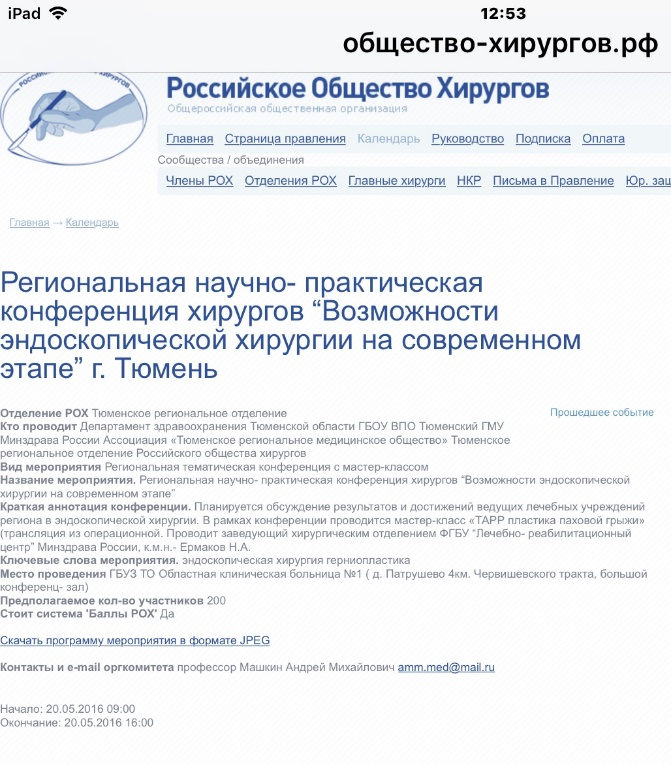 iPad 12:53
общество-хирургов.рф
РОССИЙСКОЕ ОБЩЕСТВО ХИРУРГОВ
Российское Общество Хирургов
Общероссийская общественная организация
Главная Страница правления Календарь Руководство Подписка Оплата
Сообщества / объединения
Члены РОХ Отделения РОХ Главные хирурги НКР Письма в Правление Юр. защ
Главная → Календарь
Региональная научно- практическая
конференция хирургов “Возможности
эндоскопической хирургии на современном
этапе” г. Тюмень
Отделение РОХ Тюменское региональное отделение
Прошедшее событие
Кто проводит Департамент здравоохранения Тюменской области ГБОУ ВПО Тюменский ГМУ
Минздрава России Ассоциация «Тюменское региональное медицинское общество» Тюменское
региональное отделение Российского общества хирургов
Вид мероприятия Региональная тематическая конференция с мастер-классом
Название мероприятия. Региональная научно- практическая конференция хирургов “Возможности эндоскопической
хирургии на современном этапе”
Краткая аннотация конференции. Планируется обсуждение результатов и достижений ведущих лечебных учреждений
региона в эндоскопической хирургии. В рамках конференции проводится мастер-класс «ТАРР пластика паховой грыжи»
(трансляция из операционной. Проводит заведующий хирургическим отделением ФГБУ “Лечебно- реабилитационный
центр” Минздрава России, к.м.н.- Ермаков Н.А.
Ключевые слова мероприятия. эндоскопическая хирургия герниопластика
Место проведения ГБУЗ ТО Областная клиническая больница №1 ( д. Патрушево 4км. Червишевского тракта, большой
конференц- зал)
Предполагаемое кол-во участников 200
Стоит система 'Баллы РОХ' Да
Скачать программу мероприятия в формате JPEG
Контакты и e-mail оргкомитета профессор Машкин Андрей Михайлович amm.med@mail.ru
Начало: 20.05.2016 09:00
Окончание: 20.05.2016 16:00